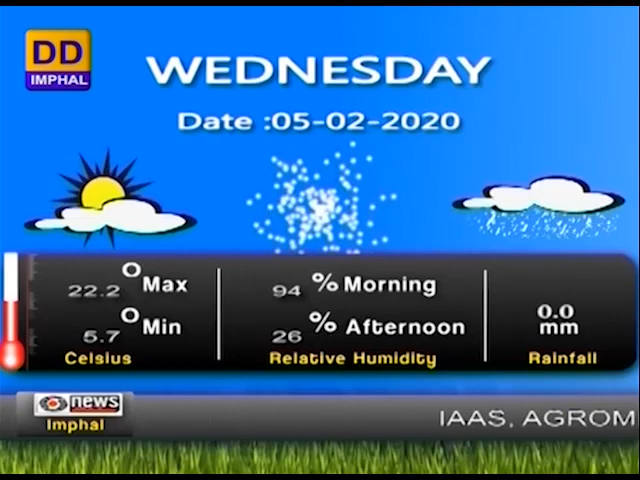 DD
IMPHAL
WEDNESDAY
Date :05-02-2020
22.2 O Max
5.7 O Min
Celsius
94 % Morning
26 % Afternoon
Relative Humidity
0.0
mm
Rainfall
news
Imphal
IAAS, AGROM